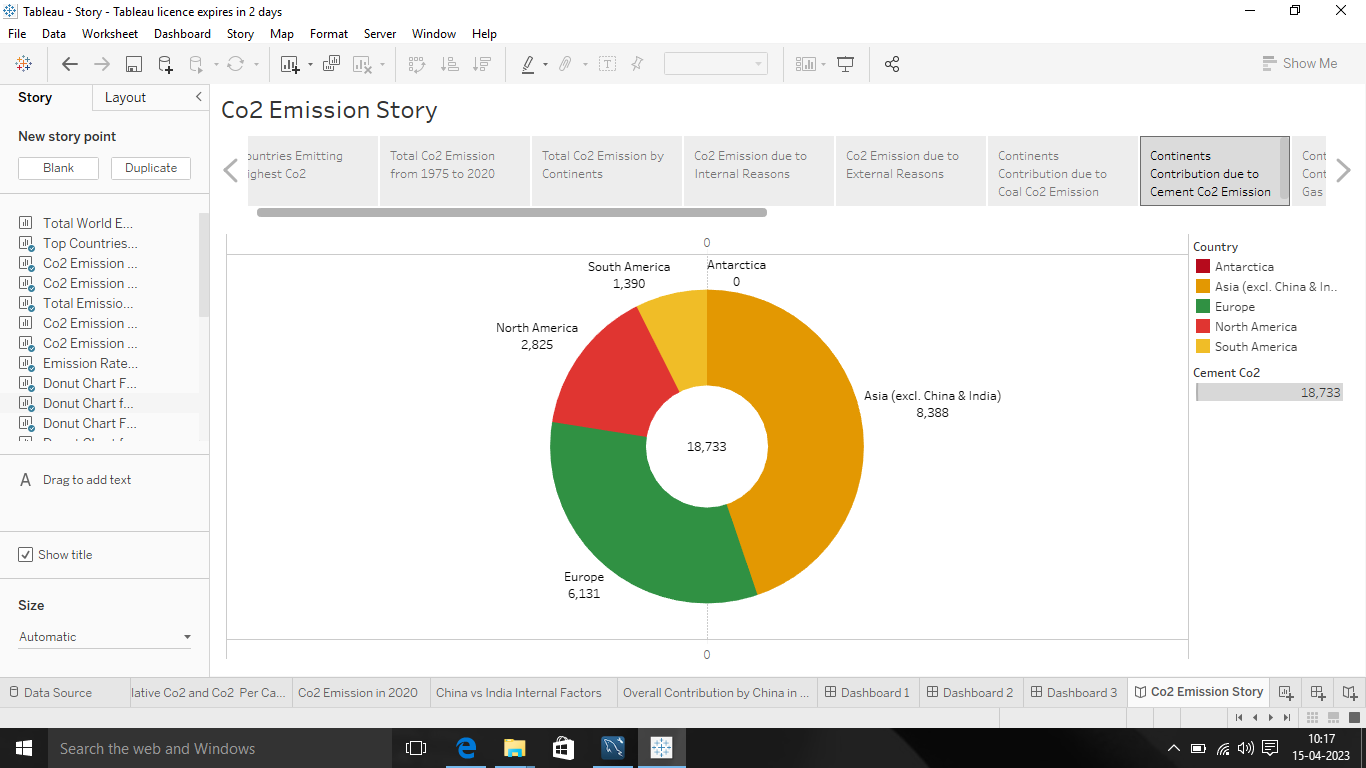 Tableau - Story - Tableau licence expires in 2 days
File Data Worksheet Dashboard Story Map Format Server Window Help
Show Me
Story Layout
New story point
Blank Duplicate
Total World E...
Top Countries...
Co2 Emission ...
Co2 Emission ...
Total Emissio...
Co2 Emission ...
Co2 Emission ...
Emission Rate...
Donut Chart F...
Donut Chart f...
Donut Chart F...
A Drag to add text
Show title
Size
Automatic
Co2 Emission Story
ountries Emitting
ighest Co2
Total Co2 Emission
from 1975 to 2020
Total Co2 Emission by
Continents
Co2 Emission due to
Internal Reasons
Co2 Emission due to
External Reasons
Continents
Contribution due to
Coal Co2 Emission
Continents
Contribution due to
Cement Co2 Emission
Cont
Cont
Gas
0
South America
1,390
Antarctica
0
North America
2,825
Asia (excl. China & India)
8,388
18,733
Europe
6,131
0
Country
Antarctica
Asia (excl. China & In..
Europe
North America
South America
Cement Co2
18,733
Data Source lative Co2 and Co2 Per Ca... Co2 Emission in 2020 China vs India Internal Factors Overall Contribution by China in ... Dashboard 1 Dashboard 2 Dashboard 3 Co2 Emission Story
Search the web and Windows
10:17
15-04-2023